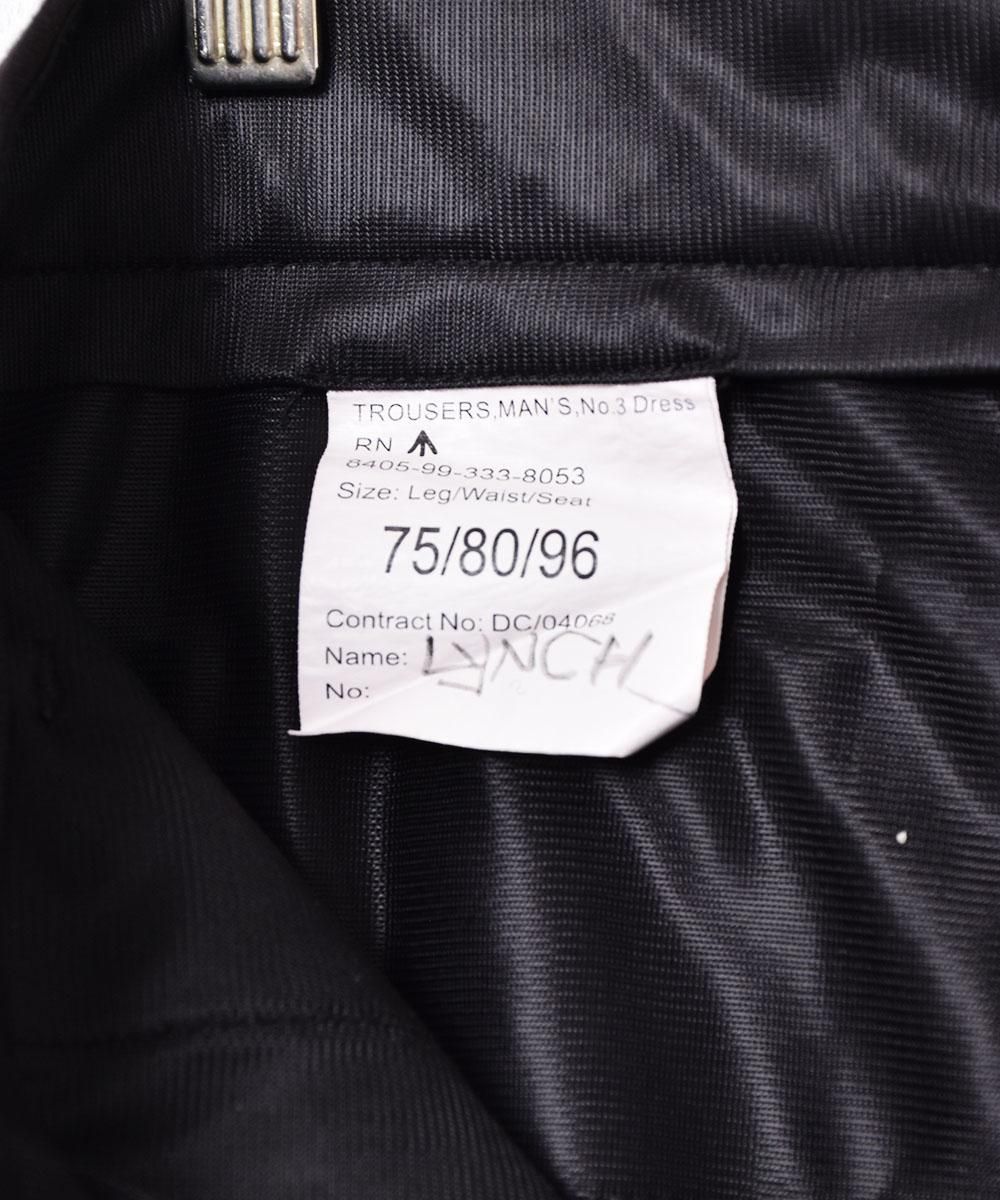 TROUSERS,MAN'S,No.3 Dress
RN
8405-99-333-8053
Size: Leg/Waist/Seat
75/80/96
Contract No: DC/04068
Name: LYNCH
No: